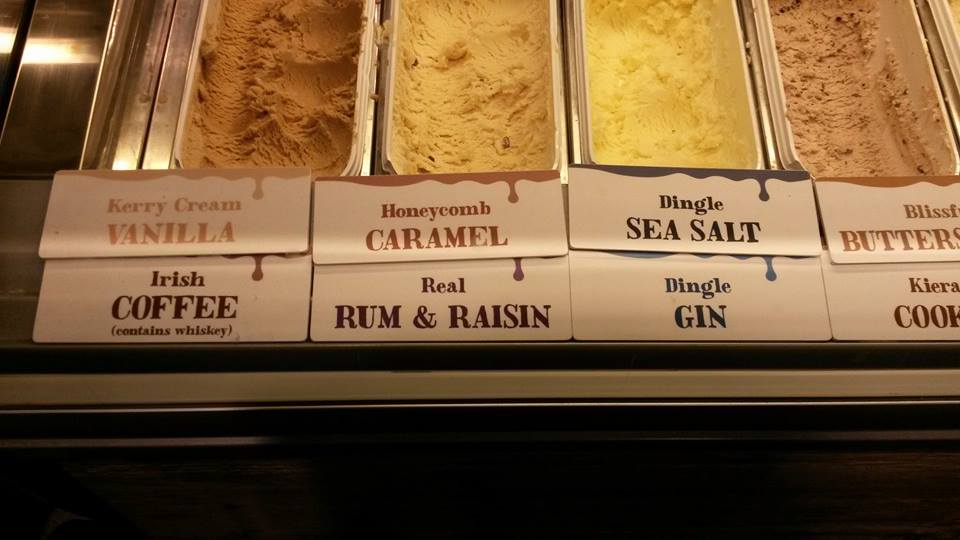 Kerry Cream
VANILLA
Honeycomb
CARAMEL
Dingle
SEA SALT
Irish
COFFEE
(contains whiskey)
Real
RUM & RAISIN
Dingle
GIN